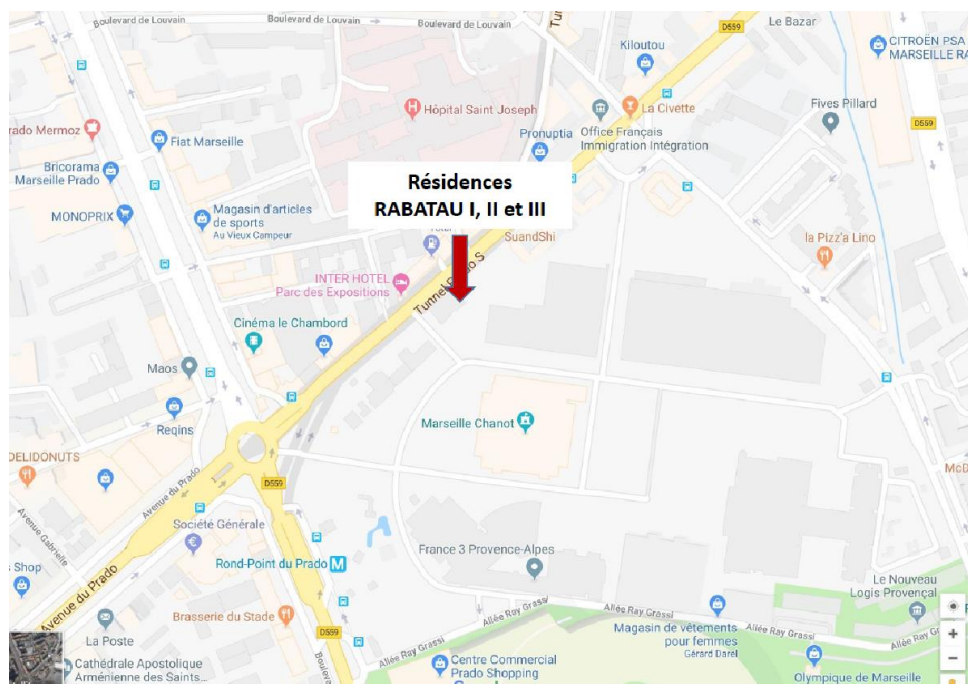 Boulevard de Louvain
Boulevard de Louvain
Boulevard de Louvain
D559
Le Bazar
Kiloutou
CITROËN PSA
MARSEILLE RA
Hôpital Saint Joseph
La Civette
Fives Pillard
rado Mermoz
Fiat Marseille
Pronuptia
Office Français
Immigration Intégration
D559
Bricorama
Marseille Prado
Résidences
RABATAU I, II et III
MONOPRIX
Magasin d'articles
de sports
Au Vieux Campeur
SuandShi
la Pizz'a Lino
INTER HOTEL
Parc des Expositions
Cinéma le Chambord
Maos
Reqins
Marseille Chanot
DELIDONUTS
Avenue du Prado
D559
McD
Avenue Gabrielle
Société Générale
France 3 Provence-Alpes
s Shop
Rond-Point du Prado M
Le Nouveau
Logis Provençal
Avenue du Prado
Brasserie du Stade
Allée Ray Grassi
Allée Ray Grassi
Magasin de vêtements
pour femmes
Gérard Darel
Allée Ray Grassi
Allée Ray Grassi
La Poste
D559
Allée Ray Grassi
Cathédrale Apostolique
Arménienne des Saints...
Centre Commercial
Prado Shopping
Olympique de Marseille